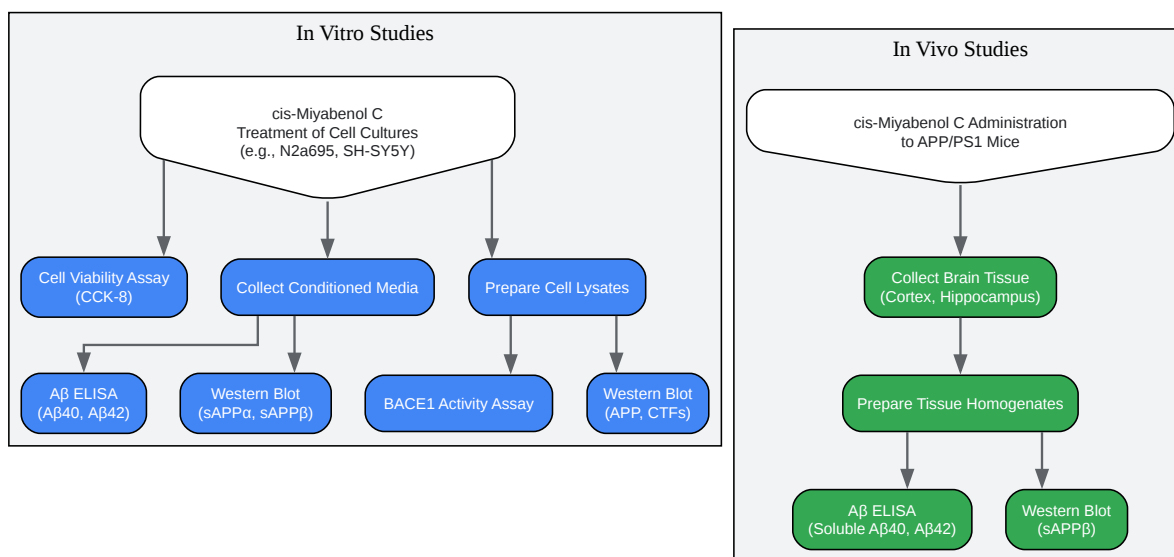 In Vitro Studies
cis-Miyabenol C
Treatment of Cell Cultures
(e.g., N2a695, SH-SY5Y)
Cell Viability Assay
(CCK-8)
Collect Conditioned Media
Prepare Cell Lysates
Aβ ELISA
(Aβ40, Aβ42)
Western Blot
(sAPPα, sAPPβ)
BACE1 Activity Assay
Western Blot
(APP, CTFs)
In Vivo Studies
cis-Miyabenol C Administration
to APP/PS1 Mice
Collect Brain Tissue
(Cortex, Hippocampus)
Prepare Tissue Homogenates
Aβ ELISA
(Soluble Aβ40, Aβ42)
Western Blot
(sAPPβ)